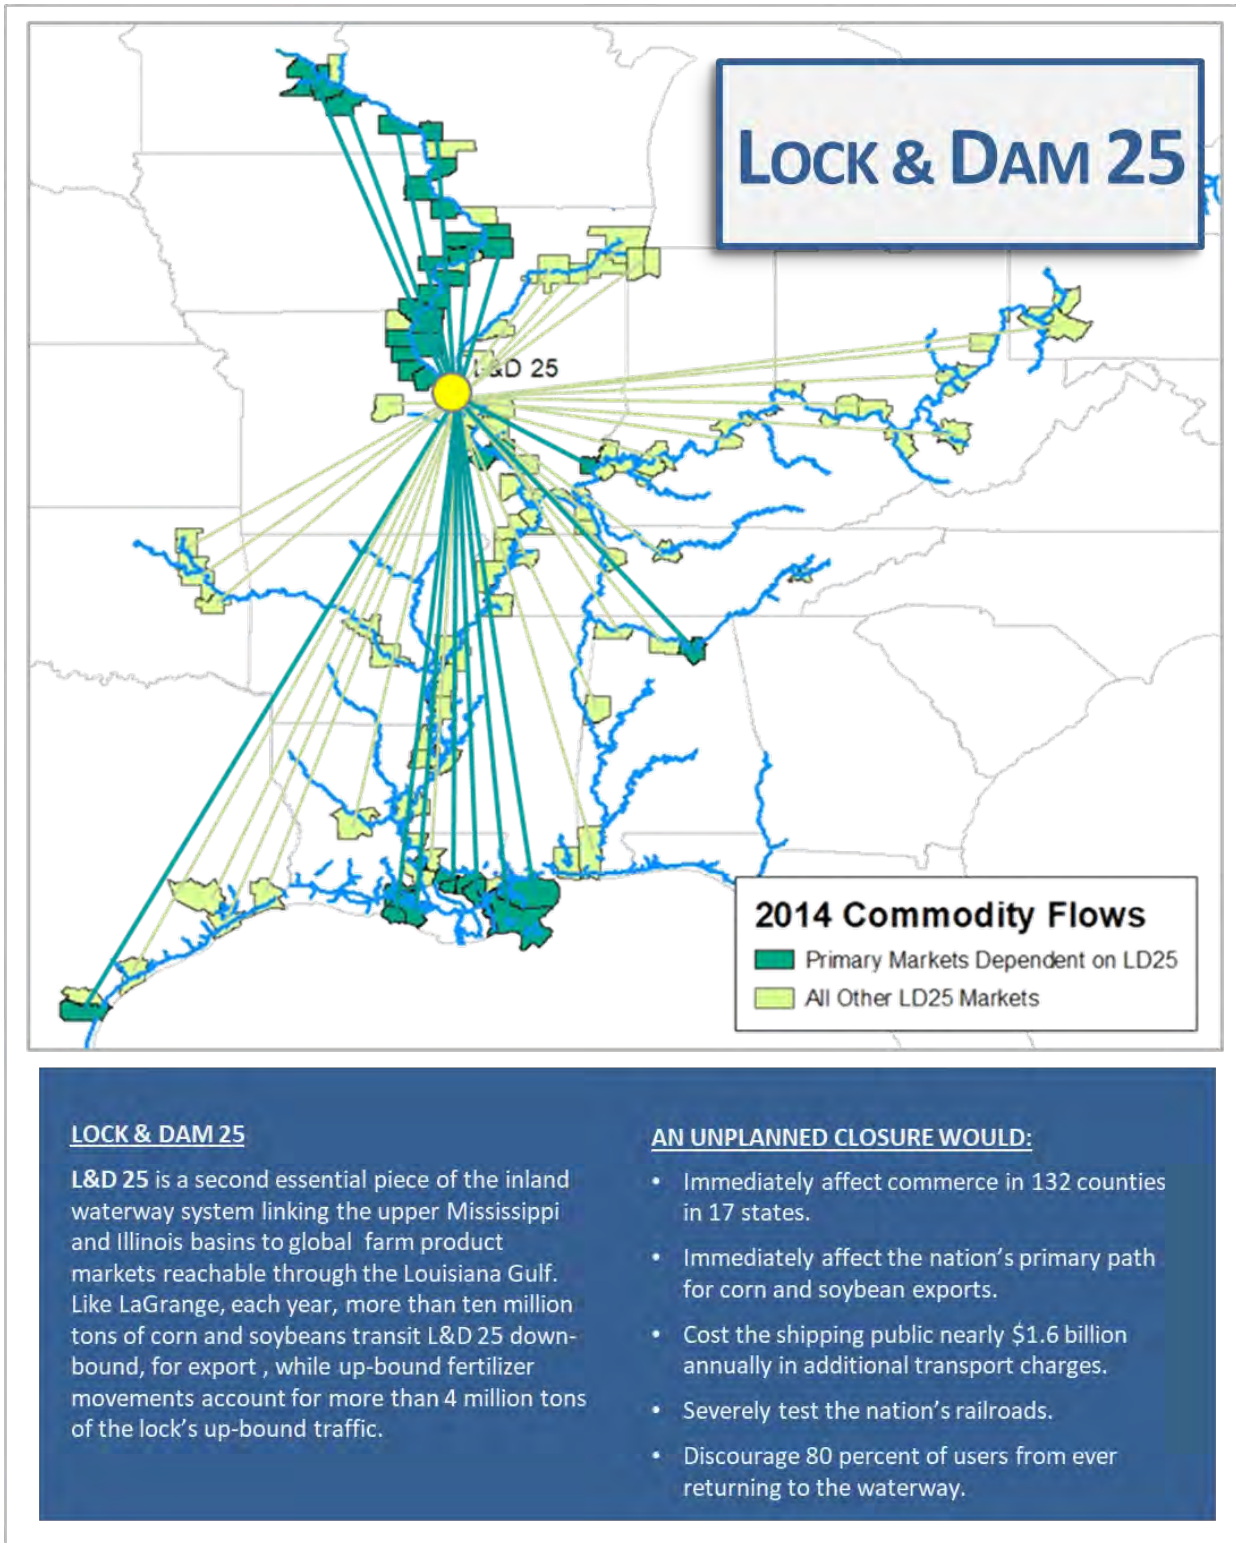 LOCK & DAM 25
L&D 25
2014 Commodity Flows
Primary Markets Dependent on LD25
All Other LD25 Markets
LOCK & DAM 25
L&D 25 is a second essential piece of the inland
waterway system linking the upper Mississippi
and Illinois basins to global farm product
markets reachable through the Louisiana Gulf.
Like LaGrange, each year, more than ten million
tons of corn and soybeans transit L&D 25 down-
bound, for export , while up-bound fertilizer
movements account for more than 4 million tons
of the lock's up-bound traffic.
AN UNPLANNED CLOSURE WOULD:
• Immediately affect commerce in 132 counties
in 17 states.
• Immediately affect the nation's primary path
for corn and soybean exports.
• Cost the shipping public nearly $1.6 billion
annually in additional transport charges.
• Severely test the nation's railroads.
• Discourage 80 percent of users from ever
returning to the waterway.